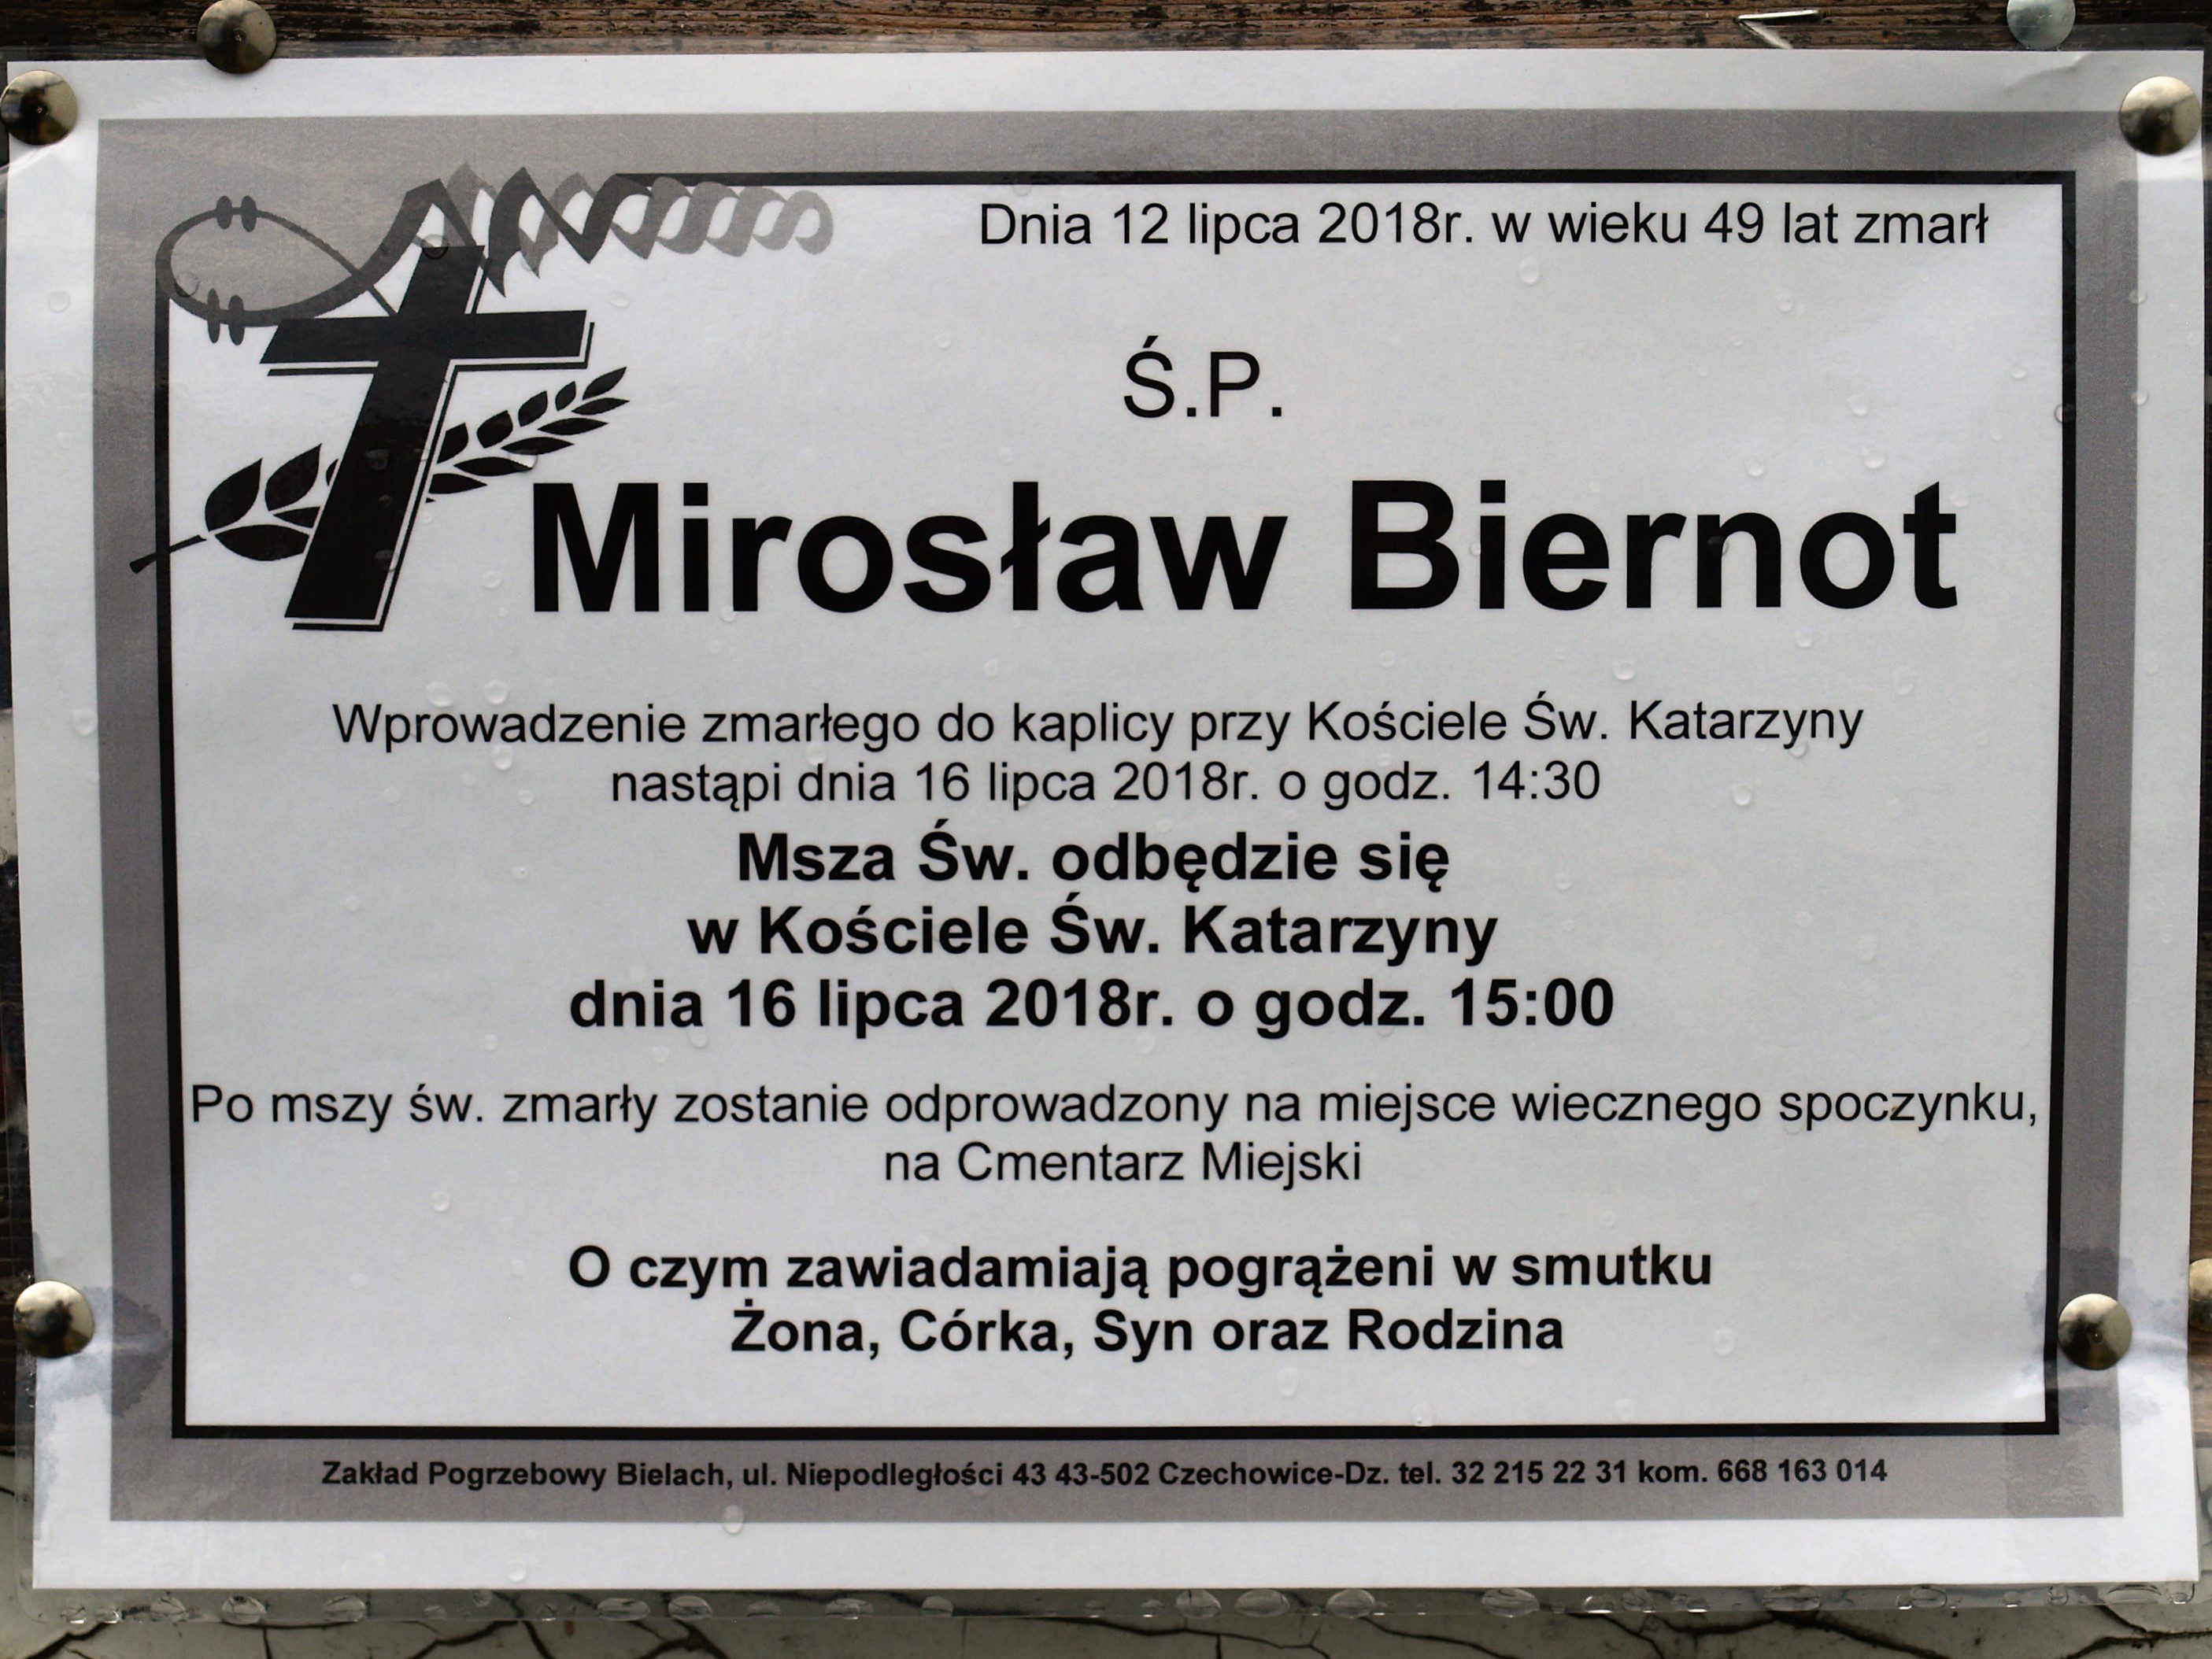 Dnia 12 lipca 2018r. w wieku 49 lat zmarł
Ś.P.
Mirosław Biernot
Wprowadzenie zmarłego do kaplicy przy Kościele Św. Katarzyny
nastąpi dnia 16 lipca 2018r. o godz. 14:30
Msza Św. odbędzie się
w Kościele Św. Katarzyny
dnia 16 lipca 2018r. o godz. 15:00
Po mszy św. zmarły zostanie odprowadzony na miejsce wiecznego spoczynku,
na Cmentarz Miejski
O czym zawiadamiają pogrążeni w smutku
Żona, Córka, Syn oraz Rodzina
Zakład Pogrzebowy Bielach, ul. Niepodległości 43 43-502 Czechowice-Dz. tel. 32 215 22 31 kom. 668 163 014